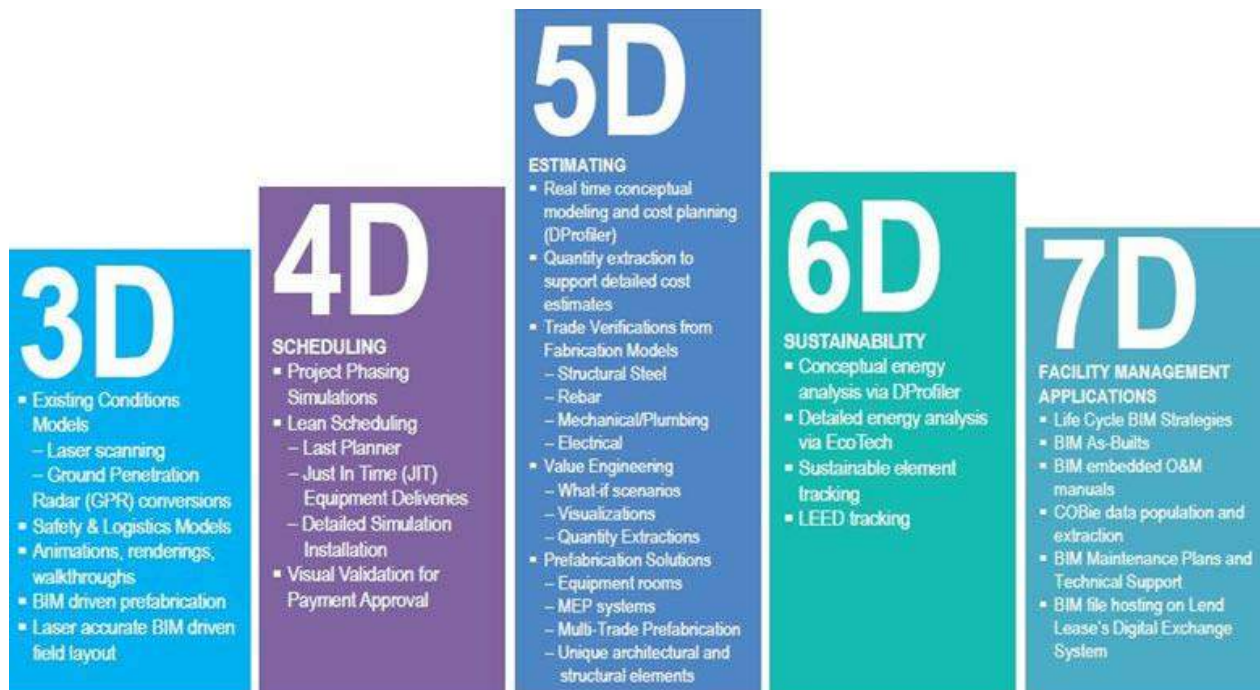 3D
▪ Existing Conditions
Models
– Laser scanning
– Ground Penetration
Radar (GPR) conversions
▪ Safety & Logistics Models
▪ Animations, renderings,
walkthroughs
▪ BIM driven prefabrication
▪ Laser accurate BIM driven
field layout
4D
SCHEDULING
▪ Project Phasing
Simulations
▪ Lean Scheduling
– Last Planner
– Just In Time (JIT)
Equipment Deliveries
– Detailed Simulation
Installation
▪ Visual Validation for
Payment Approval
5D
ESTIMATING
▪ Real time conceptual
modeling and cost planning
(DProfiler)
▪ Quantity extraction to
support detailed cost
estimates
▪ Trade Verifications from
Fabrication Models
– Structural Steel
– Rebar
– Mechanical/Plumbing
– Electrical
▪ Value Engineering
– What-if scenarios
– Visualizations
– Quantity Extractions
▪ Prefabrication Solutions
– Equipment rooms
– MEP systems
– Multi-Trade Prefabrication
– Unique architectural and
structural elements
6D
SUSTAINABILITY
▪ Conceptual energy
analysis via DProfiler
▪ Detailed energy analysis
via EcoTech
▪ Sustainable element
tracking
▪ LEED tracking
7D
FACILITY MANAGEMENT
APPLICATIONS
▪ Life Cycle BIM Strategies
▪ BIM As-Builts
▪ BIM embedded O&M
manuals
▪ COBie data population and
extraction
▪ BIM Maintenance Plans and
Technical Support
▪ BIM file hosting on Lend
Lease's Digital Exchange
System